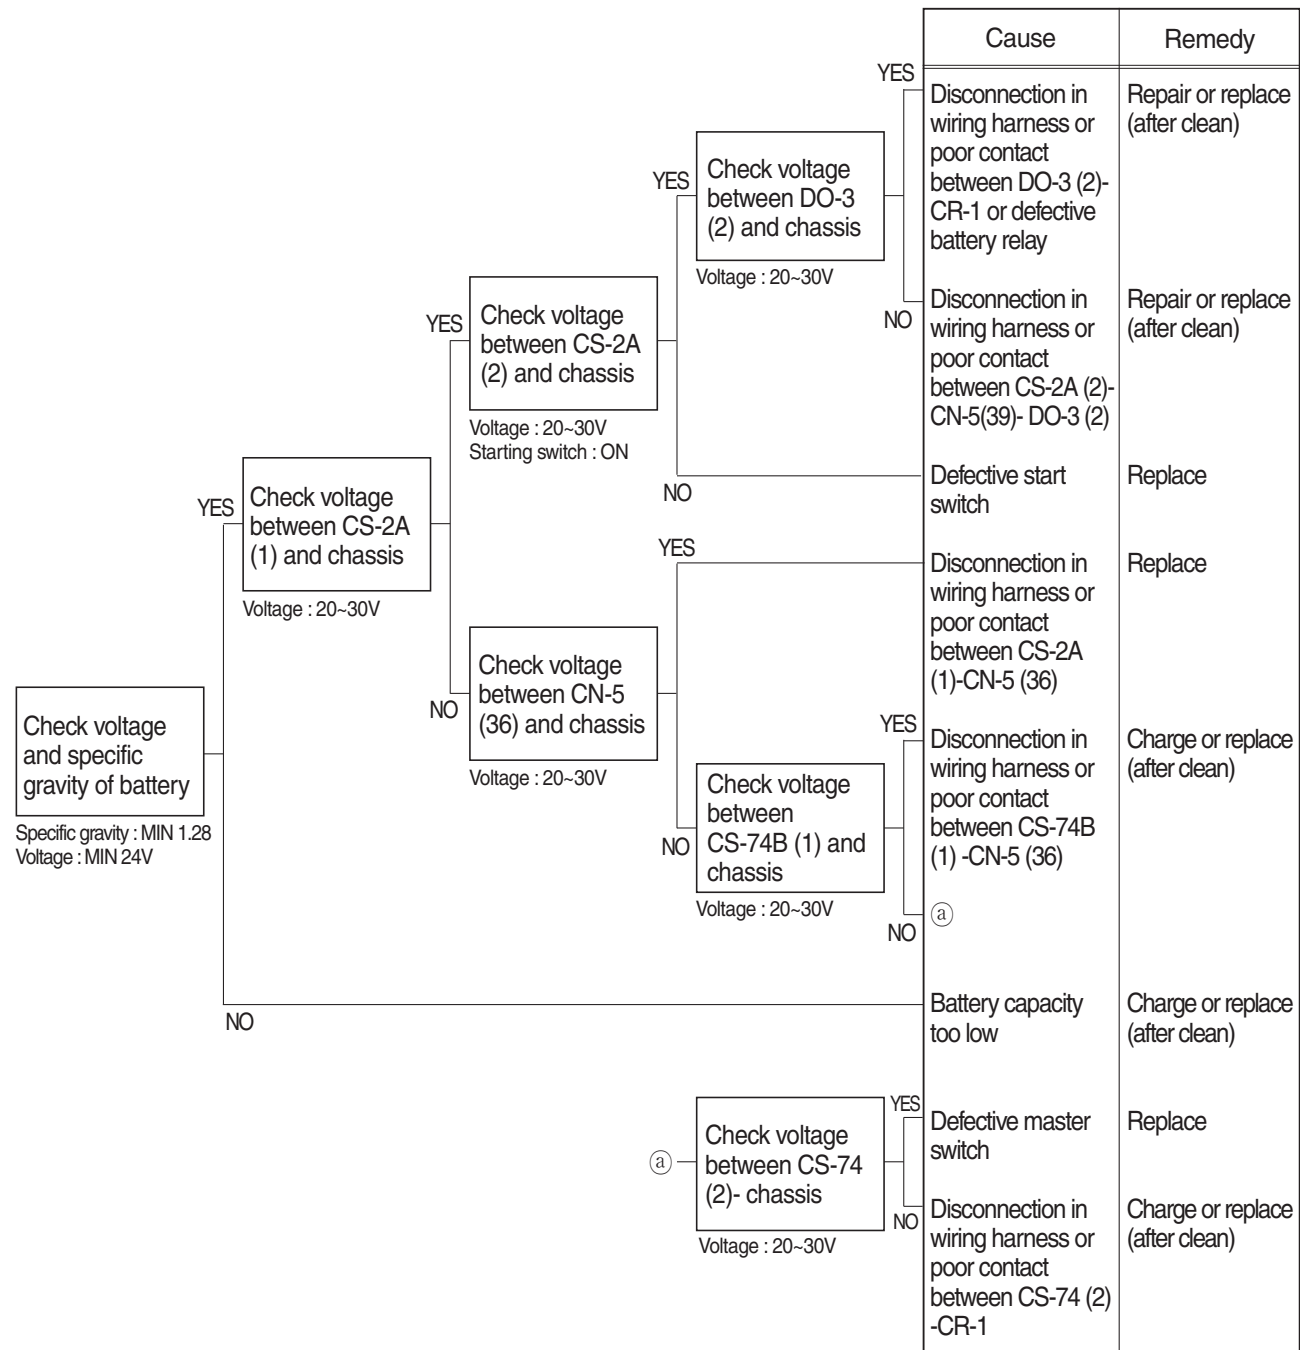 Cause
Remedy
YES
Disconnection in
wiring harness or
poor contact
between DO-3 (2)-
CR-1 or defective
battery relay
Repair or replace
(after clean)
YES
Check voltage
between DO-3
(2) and chassis
Voltage : 20~30V
NO
Disconnection in
wiring harness or
poor contact
between CS-2A (2)-
CN-5(39)- DO-3 (2)
Repair or replace
(after clean)
YES
Check voltage
between CS-2A
(2) and chassis
Voltage : 20~30V
Starting switch : ON
NO
Defective start
switch
Replace
YES
Check voltage
between CS-2A
(1) and chassis
Voltage : 20~30V
YES
Disconnection in
wiring harness or
poor contact
between CS-2A
(1)-CN-5 (36)
Replace
NO
Check voltage
between CN-5
(36) and chassis
Voltage : 20~30V
YES
Disconnection in
wiring harness or
poor contact
between CS-74B
(1) -CN-5 (36)
Charge or replace
(after clean)
NO
Check voltage
between
CS-74B (1) and
chassis
Voltage : 20~30V
NO
ⓐ
Check voltage
and specific
gravity of battery
Specific gravity : MIN 1.28
Voltage : MIN 24V
NO
Battery capacity
too low
Charge or replace
(after clean)
ⓐ
Check voltage
between CS-74
(2)- chassis
Voltage : 20~30V
YES
Defective master
switch
Replace
NO
Disconnection in
wiring harness or
poor contact
between CS-74 (2)
-CR-1
Charge or replace
(after clean)